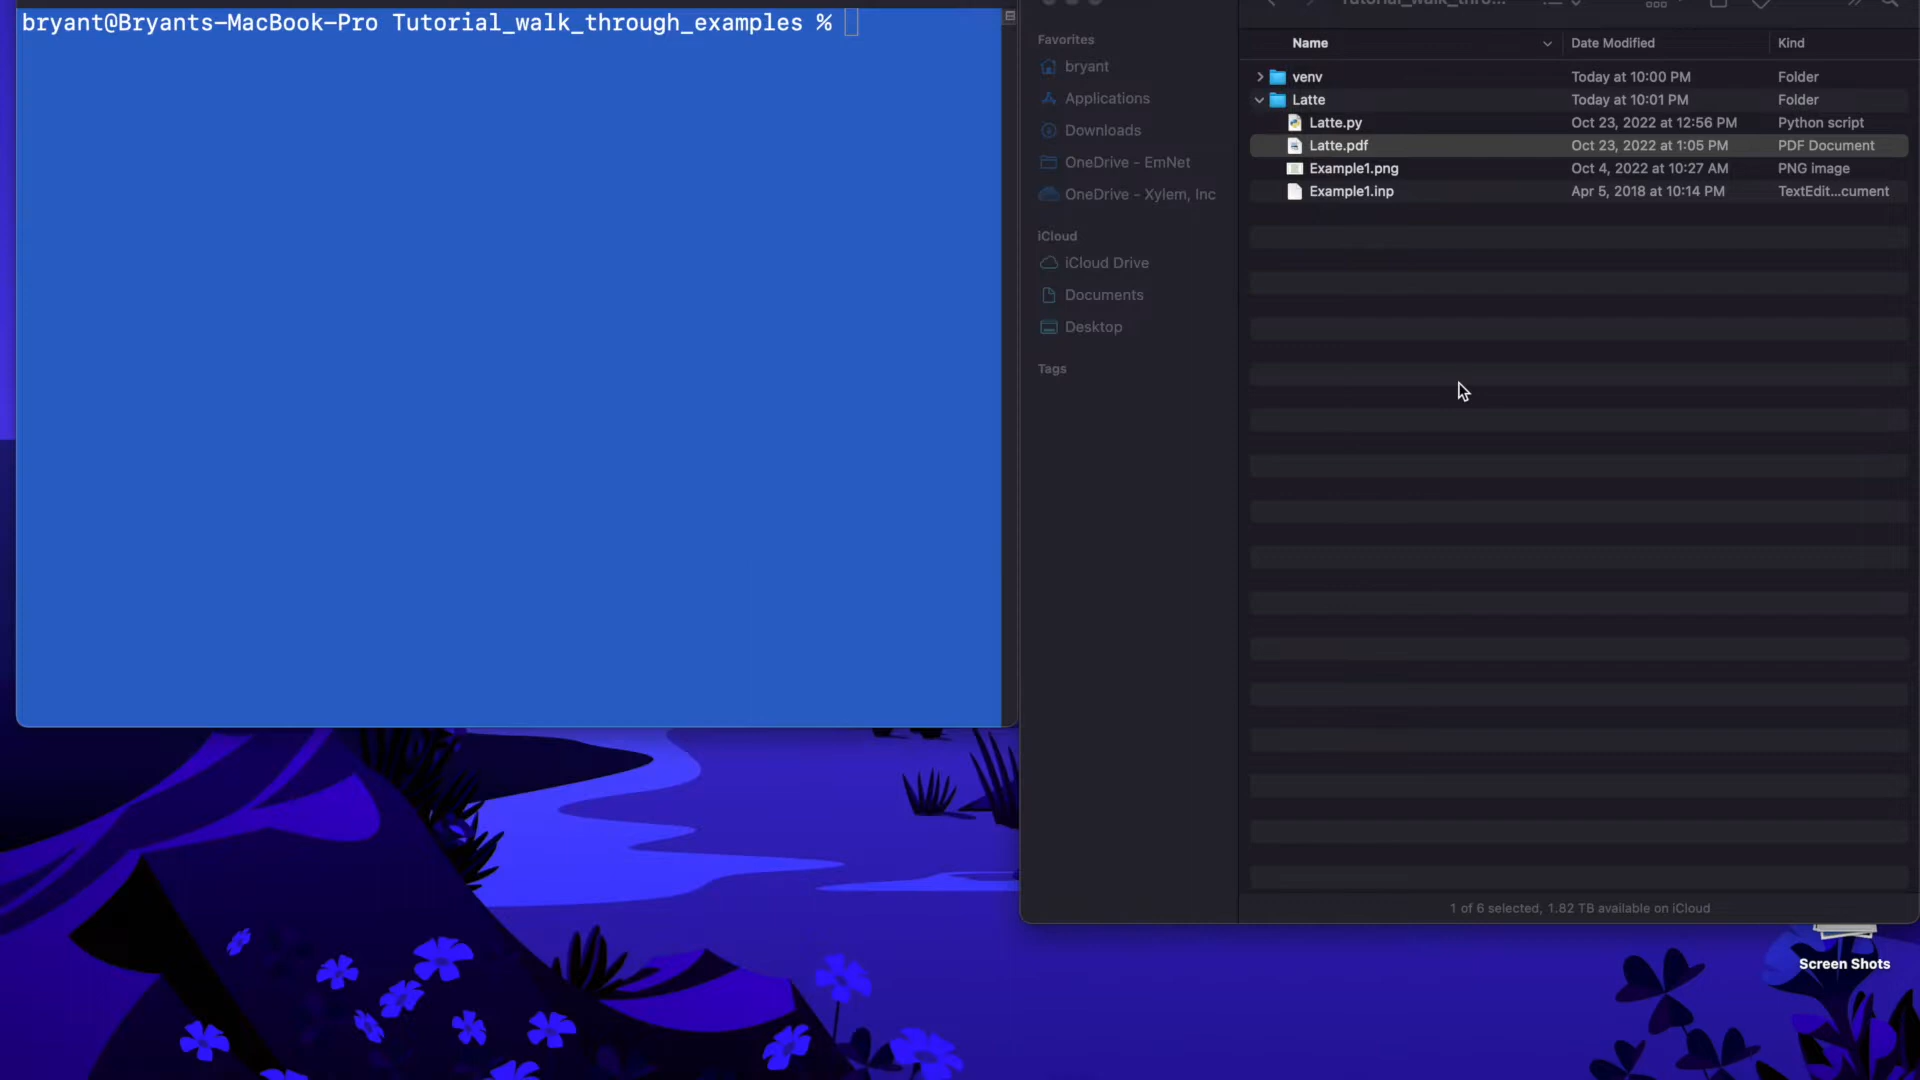 bryant@Bryants-MacBook-Pro Tutorial_walk_through_examples %
Favorites
bryant
Applications
Downloads
OneDrive - EmNet
OneDrive - Xylem, Inc
iCloud
iCloud Drive
Documents
Desktop
Tags
Name Date Modified Kind
venv Today at 10:00 PM Folder
Latte Today at 10:01 PM Folder
Latte.py Oct 23, 2022 at 12:56 PM Python script
Latte.pdf Oct 23, 2022 at 1:05 PM PDF Document
Example1.png Oct 4, 2022 at 10:27 AM PNG image
Example1.inp Apr 5, 2018 at 10:14 PM TextEdit...cument
1 of 6 selected, 1.82 TB available on iCloud
Screen Shots